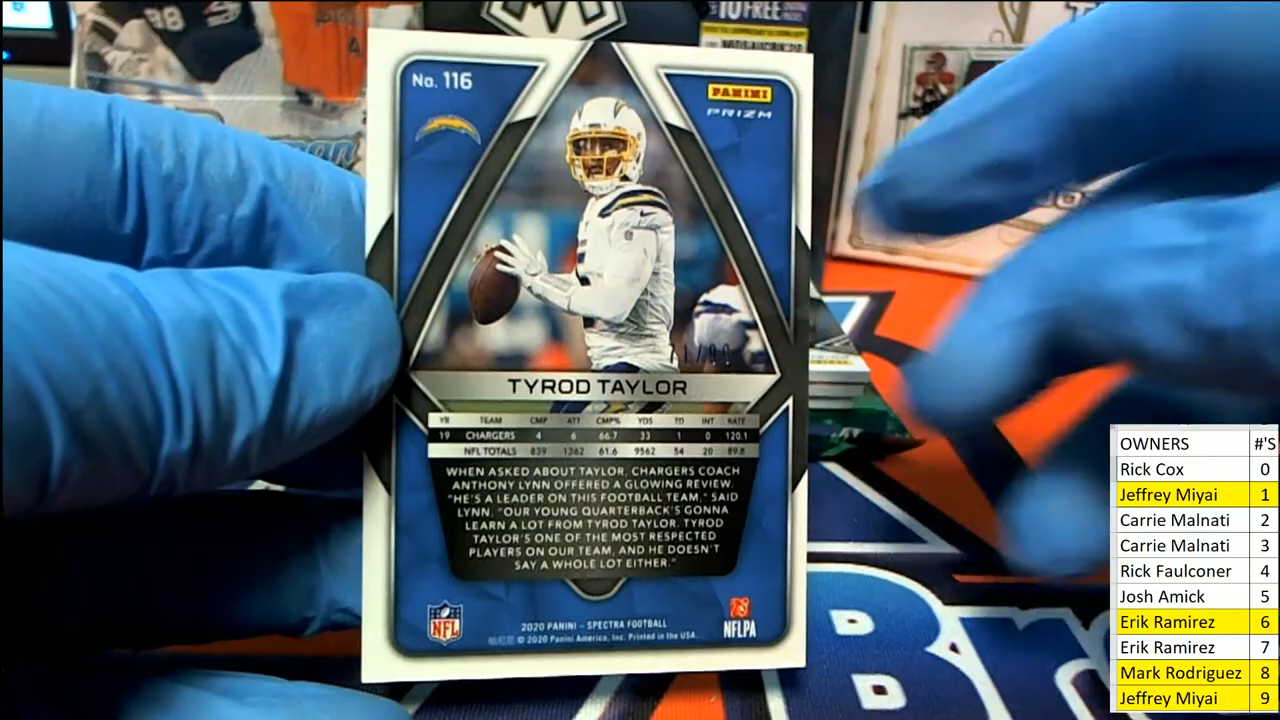 88
10 FREE
No. 116
PANINI
PRIZM
71/99
TYROD TAYLOR
YR TEAM CMP ATT CMP% YDS TD INT RATE
19 CHARGERS 4 6 66.7 33 1 0 120.1
NFL TOTALS 839 1362 61.6 9562 54 20 89.8
WHEN ASKED ABOUT TAYLOR, CHARGERS COACH
ANTHONY LYNN OFFERED A GLOWING REVIEW.
"HE'S A LEADER ON THIS FOOTBALL TEAM," SAID
LYNN. "OUR YOUNG QUARTERBACK'S GONNA
LEARN A LOT FROM TYROD TAYLOR. TYROD
TAYLOR'S ONE OF THE MOST RESPECTED
PLAYERS ON OUR TEAM, AND HE DOESN'T
SAY A WHOLE LOT EITHER."
NFL
NFLPA
2020 PANINI – SPECTRA FOOTBALL
© 2020 Panini America, Inc. Printed in the USA.
Br
OWNERS #'S
Rick Cox 0
Jeffrey Miyai 1
Carrie Malnati 2
Carrie Malnati 3
Rick Faulconer 4
Josh Amick 5
Erik Ramirez 6
Erik Ramirez 7
Mark Rodriguez 8
Jeffrey Miyai 9